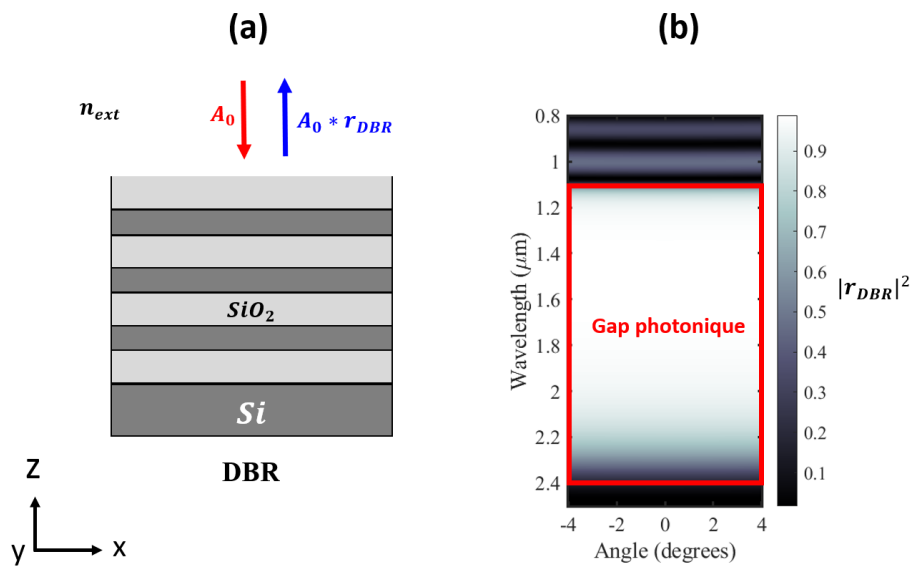 (a)
n_ext
A_0
A_0 * r_DBR
SiO_2
Si
DBR
Z
y
x
(b)
Wavelength (μm)
0.8
1
1.2
1.4
1.6
1.8
2
2.2
2.4
Gap photonique
-4
-2
0
2
4
Angle (degrees)
0.9
0.8
0.7
0.6
0.5
0.4
0.3
0.2
0.1
|r_DBR|^2